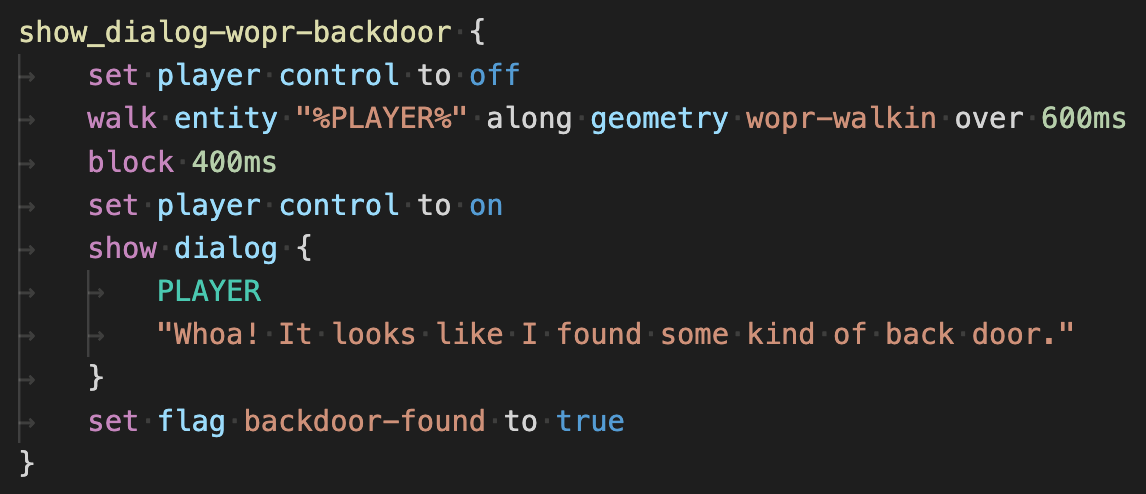 show_dialog-wopr-backdoor {
set player control to off
walk entity "%PLAYER%" along geometry wopr-walkin over 600ms
block 400ms
set player control to on
show dialog {
PLAYER
"Whoa! It looks like I found some kind of back door."
}
set flag backdoor-found to true
}